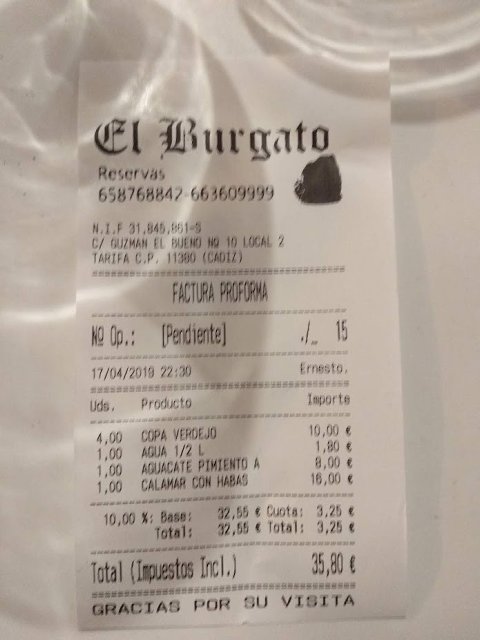 El Burgato
Reservas
658768842-663609999
N.I.F 31,845,861-S
C/ GUZMAN EL BUENO NQ 10 LOCAL 2
TARIFA C.P. 11380 (CADIZ)
FACTURA PROFORMA
Nº Op.: [Pendiente] ./_ 15
17/04/2019 22:30 Ernesto.
Uds. Producto Importe
4,00 COPA VERDEJO 10,00 €
1,00 AGUA 1/2 L 1,80 €
1,00 AGUACATE PIMIENTO A 8,00 €
1,00 CALAMAR CON HABAS 16,00 €
10,00 %: Base: 32,55 € Cuota: 3,25 €
Total: 32,55 € Total: 3,25 €
Total (Impuestos Incl.) 35,80 €
GRACIAS POR SU VISITA